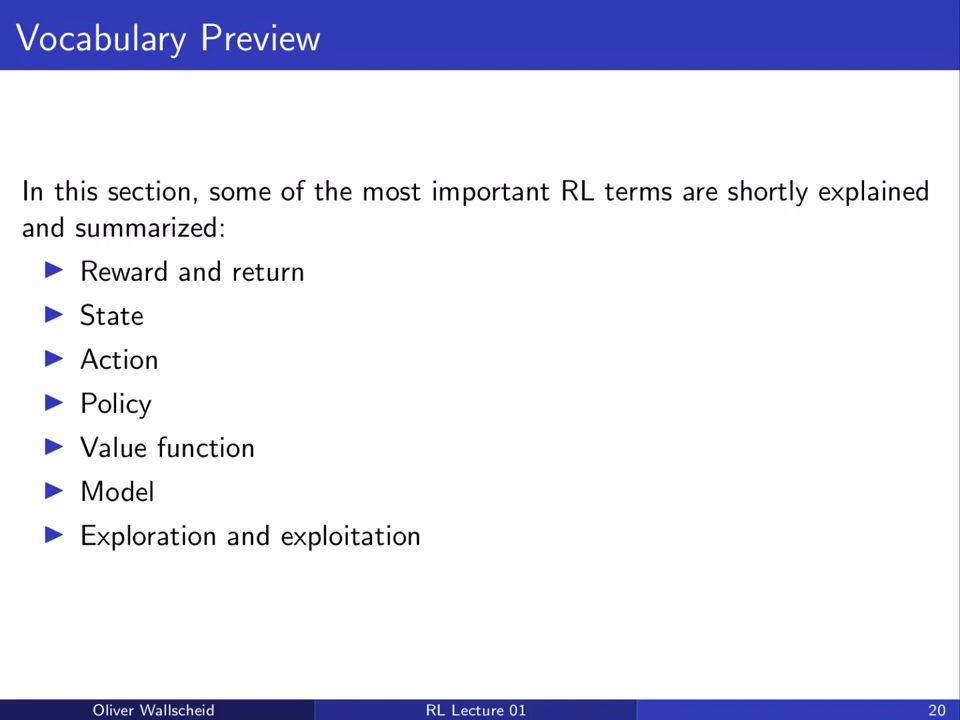 Vocabulary Preview
In this section, some of the most important RL terms are shortly explained
and summarized:
Reward and return
State
Action
Policy
Value function
Model
Exploration and exploitation
Oliver Wallscheid
RL Lecture 01
20